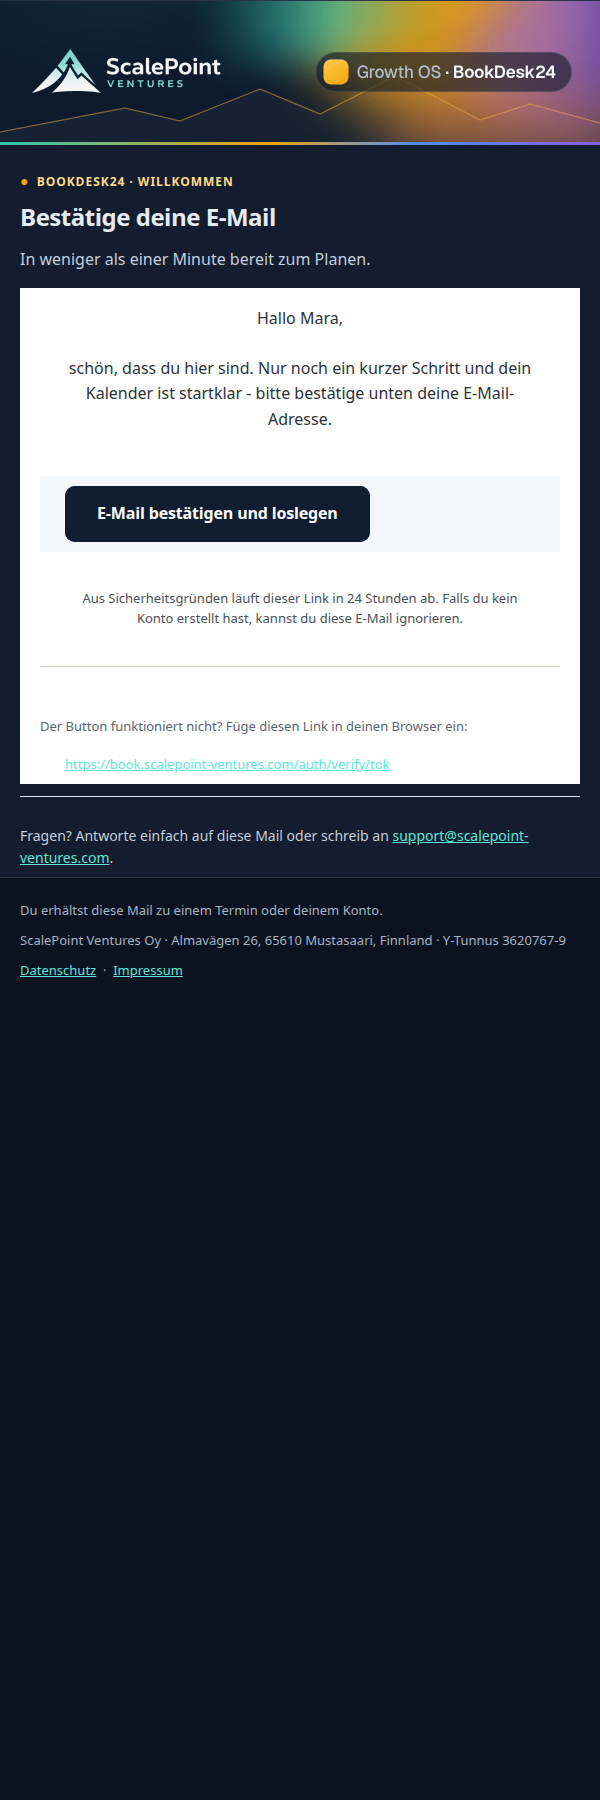 ScalePoint
VENTURES
Growth OS · BookDesk24
BOOKDESK24 · WILLKOMMEN
Bestätige deine E-Mail
In weniger als einer Minute bereit zum Planen.
Hallo Mara,
schön, dass du hier sind. Nur noch ein kurzer Schritt und dein
Kalender ist startklar - bitte bestätige unten deine E-Mail-
Adresse.
E-Mail bestätigen und loslegen
Aus Sicherheitsgründen läuft dieser Link in 24 Stunden ab. Falls du kein
Konto erstellt hast, kannst du diese E-Mail ignorieren.
Der Button funktioniert nicht? Füge diesen Link in deinen Browser ein:
https://book.scalepoint-ventures.com/auth/verify/tok
Fragen? Antworte einfach auf diese Mail oder schreib an support@scalepoint-
ventures.com.
Du erhältst diese Mail zu einem Termin oder deinem Konto.
ScalePoint Ventures Oy · Almavägen 26, 65610 Mustasaari, Finnland · Y-Tunnus 3620767-9
Datenschutz · Impressum